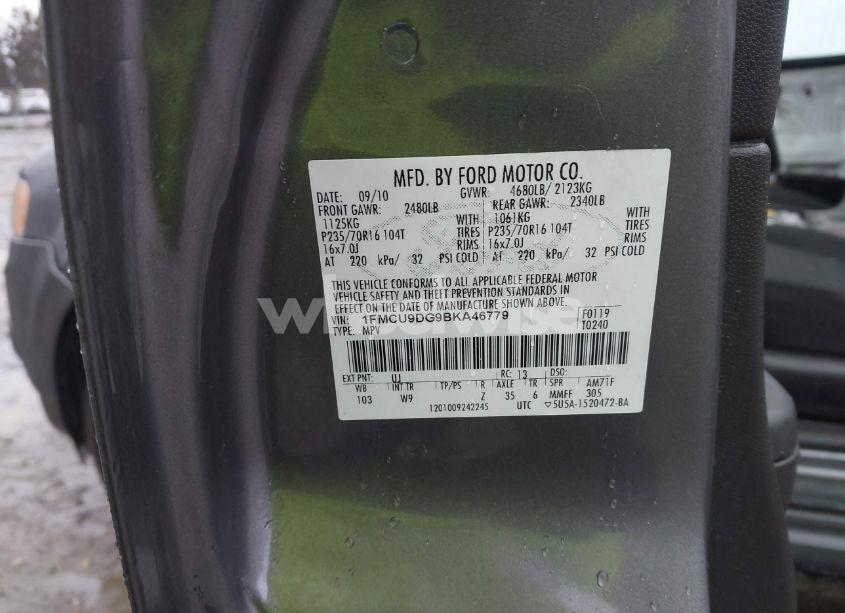 MFD. BY FORD MOTOR CO.
DATE: 09/10 GVWR: 4680LB/ 2123KG
FRONT GAWR: 2480LB REAR GAWR: 2340LB
1125KG WITH 1061KG WITH
P235/70R16 104T TIRES P235/70R16 104T TIRES
16x7.0J RIMS 16x7.0J RIMS
AT 220 kPa/ 32 PSI COLD AT 220 kPa/ 32 PSI COLD
THIS VEHICLE CONFORMS TO ALL APPLICABLE FEDERAL MOTOR
VEHICLE SAFETY AND THEFT PREVENTION STANDARDS IN
EFFECT ON THE DATE OF MANUFACTURE SHOWN ABOVE.
VIN: 1FMCU9DG9BKA46779 F0119
TYPE: MPV T0240
EXT PNT: UJ RC: 13 DSO:
WB INT TR TP/PS R AXLE TR SPR AM71F
103 W9 Z 35 6 MMFF 305
1201009242245 UTC ▽5U5A-1520472-BA